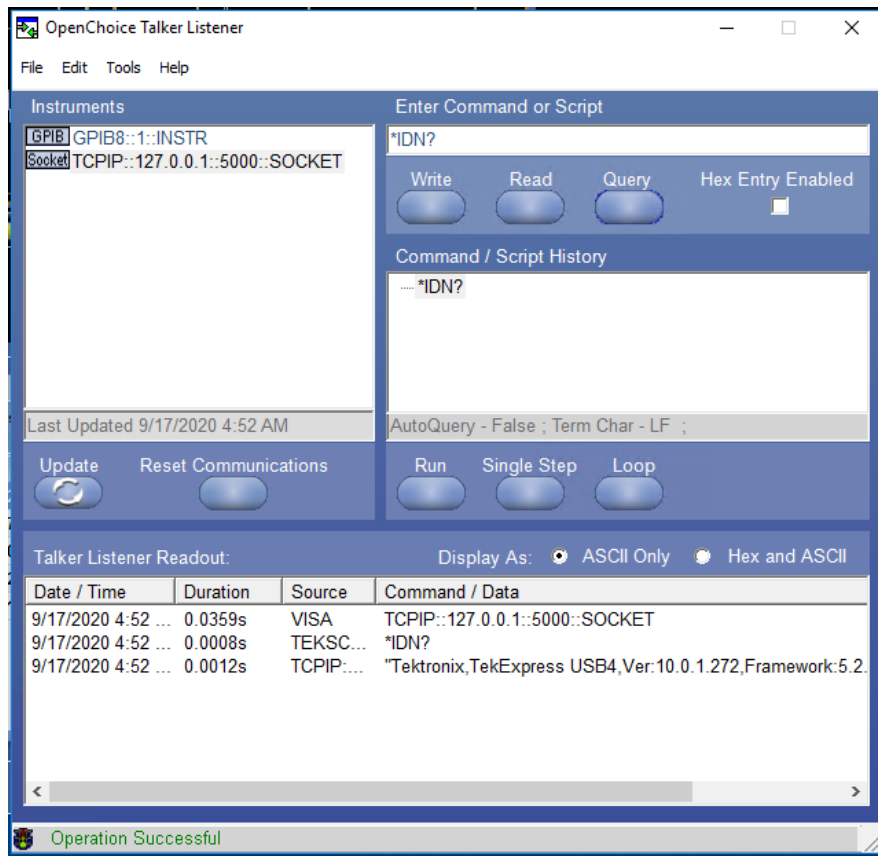 OpenChoice Talker Listener
File Edit Tools Help
Instruments
GPIB GPIB8::1::INSTR
Socket TCPIP::127.0.0.1::5000::SOCKET
Last Updated 9/17/2020 4:52 AM
Update Reset Communications
Enter Command or Script
*IDN?
Write Read Query Hex Entry Enabled
Command / Script History
*IDN?
AutoQuery - False ; Term Char - LF ;
Run Single Step Loop
Talker Listener Readout: Display As: ASCII Only Hex and ASCII
Date / Time Duration Source Command / Data
9/17/2020 4:52 ... 0.0359s VISA TCPIP::127.0.0.1::5000::SOCKET
9/17/2020 4:52 ... 0.0008s TEKSC... *IDN?
9/17/2020 4:52 ... 0.0012s TCPIP:... "Tektronix,TekExpress USB4,Ver:10.0.1.272,Framework:5.2.
Operation Successful